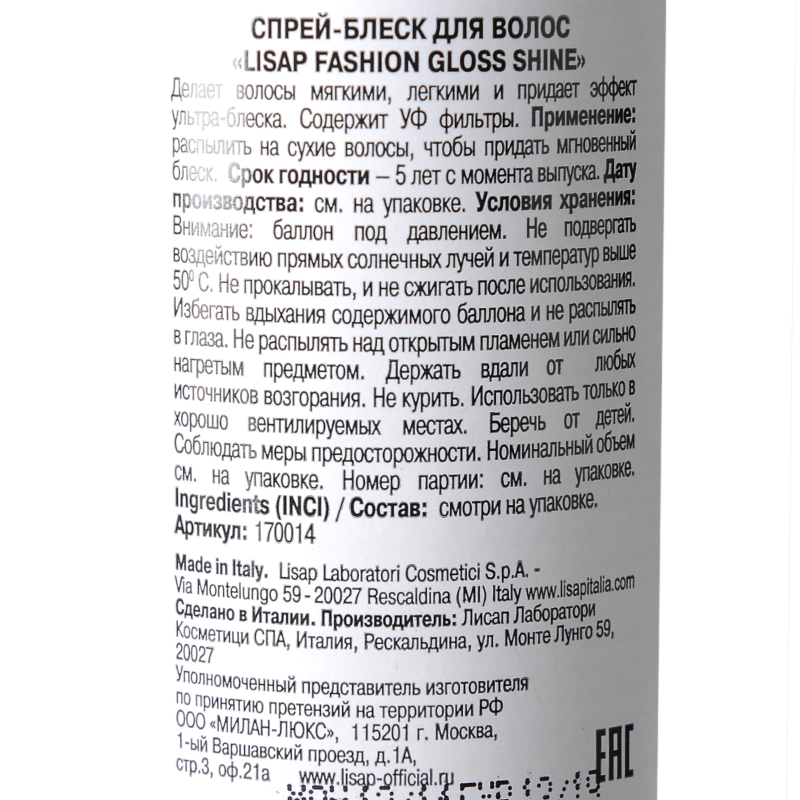 СПРЕЙ-БЛЕСК ДЛЯ ВОЛОС
«LISAP FASHION GLOSS SHINE»
Делает волосы мягкими, легкими и придает эффект
ультра-блеска. Содержит УФ фильтры. Применение:
распылить на сухие волосы, чтобы придать мгновенный
блеск. Срок годности – 5 лет с момента выпуска. Дату
производства: см. на упаковке. Условия хранения:
Внимание: баллон под давлением. Не подвергать
воздействию прямых солнечных лучей и температур выше
50⁰ С. Не прокалывать, и не сжигать после использования.
Избегать вдыхания содержимого баллона и не распылять
в глаза. Не распылять над открытым пламенем или сильно
нагретым предметом. Держать вдали от любых
источников возгорания. Не курить. Использовать только в
хорошо вентилируемых местах. Беречь от детей.
Соблюдать меры предосторожности. Номинальный объем
см. на упаковке. Номер партии: см. на упаковке.
Ingredients (INCI) / Состав: смотри на упаковке.
Артикул: 170014
Made in Italy. Lisap Laboratori Cosmetici S.p.A. -
Via Montelungo 59 - 20027 Rescaldina (MI) Italy www.lisapitalia.com
Сделано в Италии. Производитель: Лисап Лаборатори
Косметици СПА, Италия, Рескальдина, ул. Монте Лунго 59,
20027
Уполномоченный представитель изготовителя
по принятию претензий на территории РФ
ООО «МИЛАН-ЛЮКС», 115201 г. Москва,
1-ый Варшавский проезд, д.1А,
стр.3, оф.21а www.lisap-official.ru
EAC